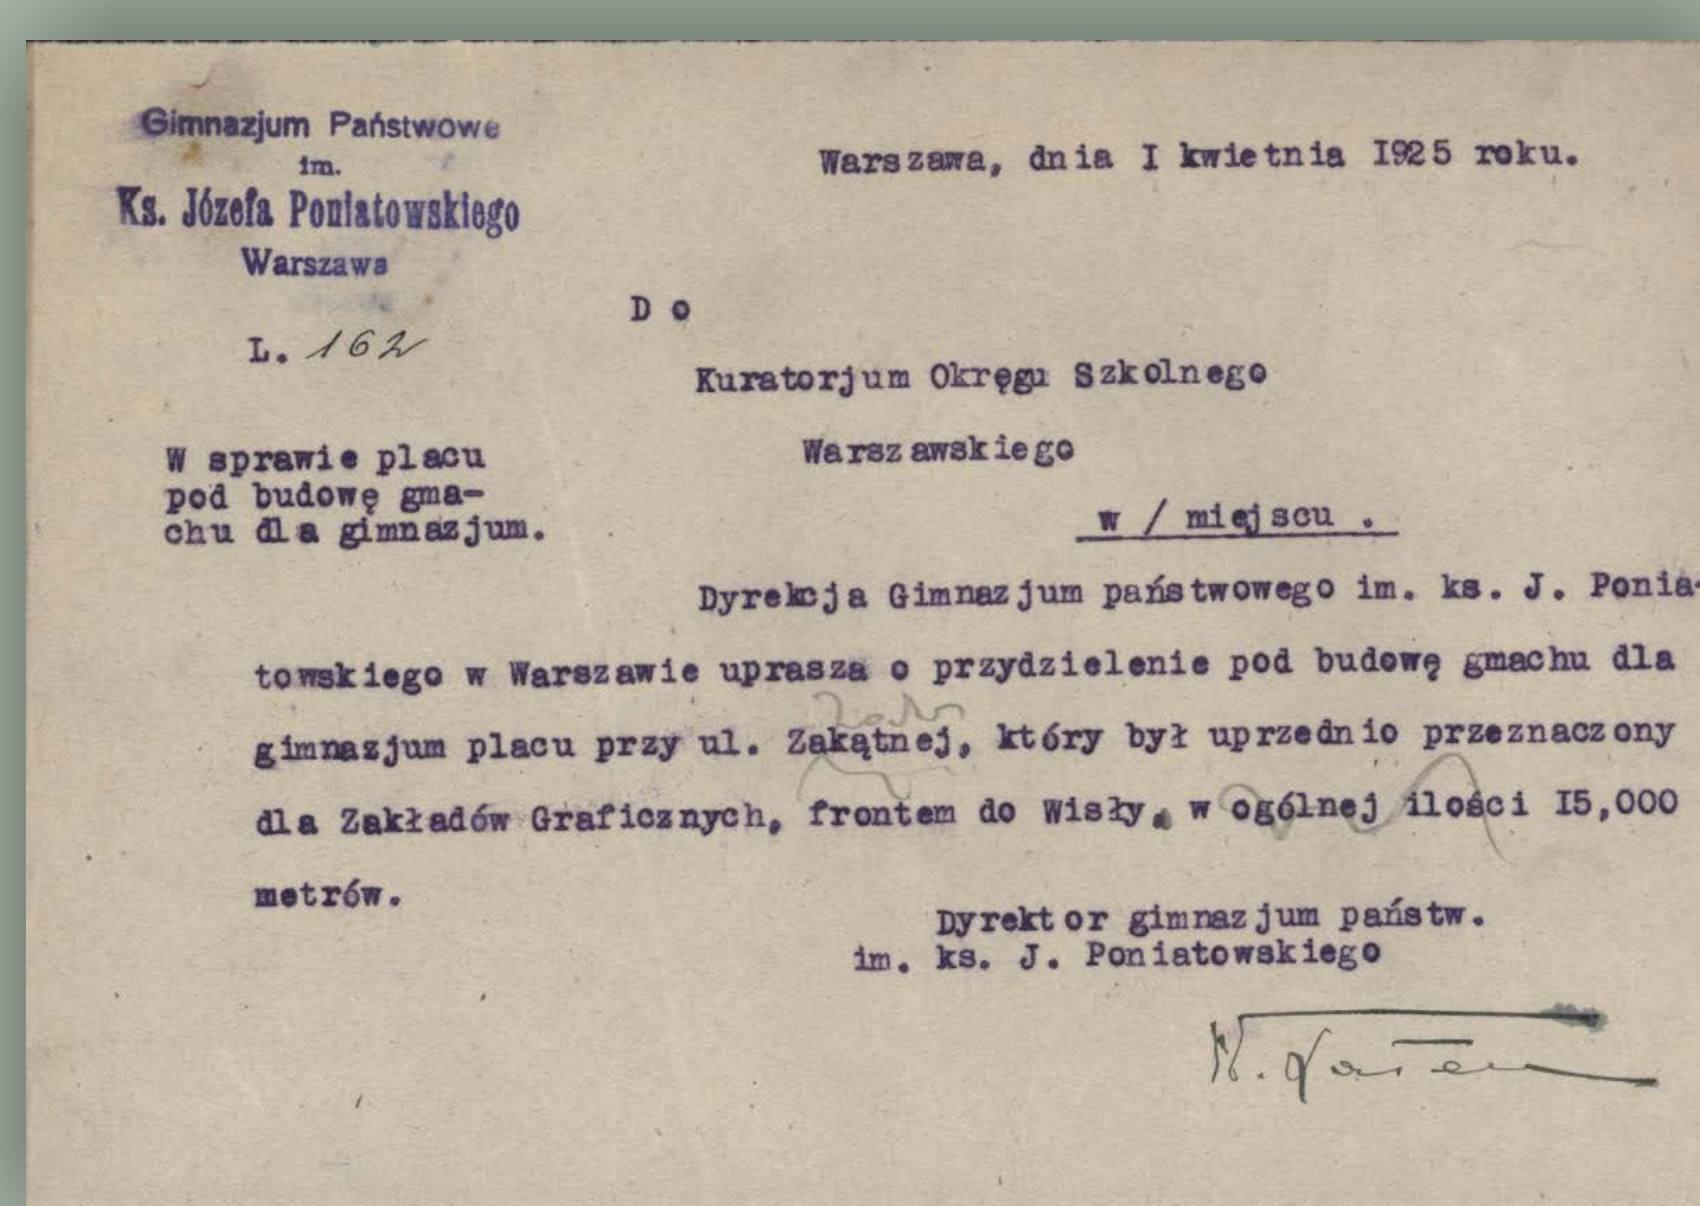 Gimnazjum Państwowe
im.
Ks. Józefa Poniatowskiego
Warszawa
L. 162
Warszawa, dnia I kwietnia I925 roku.
D o
Kuratorjum Okręgu Szkolnego
Warszawskiego
w / miejscu .
W sprawie placu
pod budowę gma-
chu dla gimnazjum.
Dyrekcja Gimnazjum państwowego im. ks. J. Ponia-
towskiego w Warszawie uprasza o przydzielenie pod budowę gmachu dla
gimnazjum placu przy ul. Zakątnej, który był uprzednio przeznaczony
dla Zakładów Graficznych, frontem do Wisły, w ogólnej ilości I5,000
metrów.
Dyrektor gimnazjum państw.
im. ks. J. Poniatowskiego